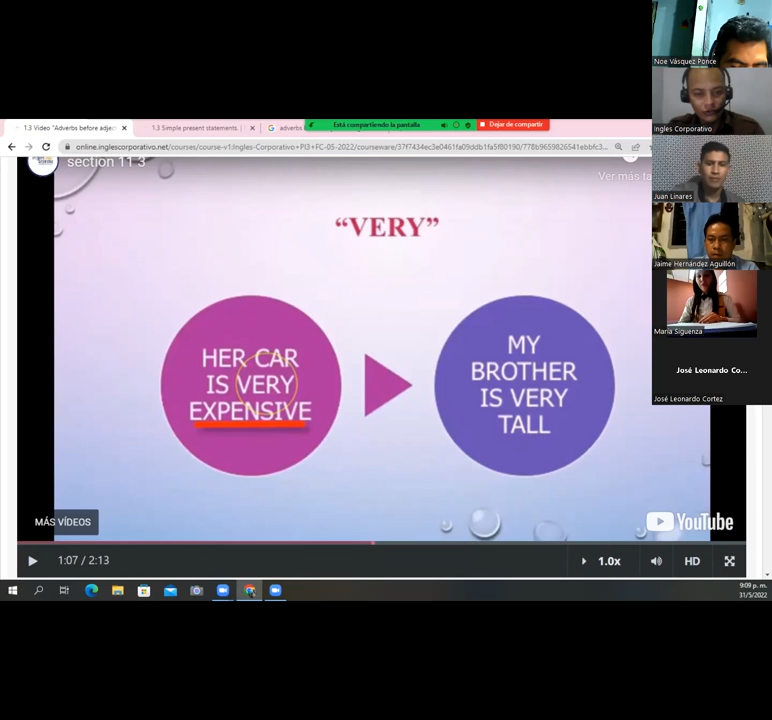 Noe Vásquez Ponce
Ingles Corporativo
Juan Linares
Jaime Hernández Aguillón
María Siguenza
José Leonardo Co...
José Leonardo Cortez
1.3 Video "Adverbs before adjec
1.3 Simple present statements. |
adverbs
Está compartiendo la pantalla
Dejar de compartir
online.inglescorporativo.net/courses/course-v1:Ingles-Corporativo+PI3+FC-05-2022/courseware/37f7434ec3e0461fa09ddb1fa5f80190/778b9659826541ebbfc3...
section 11 3
Ver más ta
“VERY”
HER CAR
IS VERY
EXPENSIVE
MY
BROTHER
IS VERY
TALL
MÁS VÍDEOS
YouTube
1:07 / 2:13
1.0x
HD
9:09 p. m.
31/5/2022